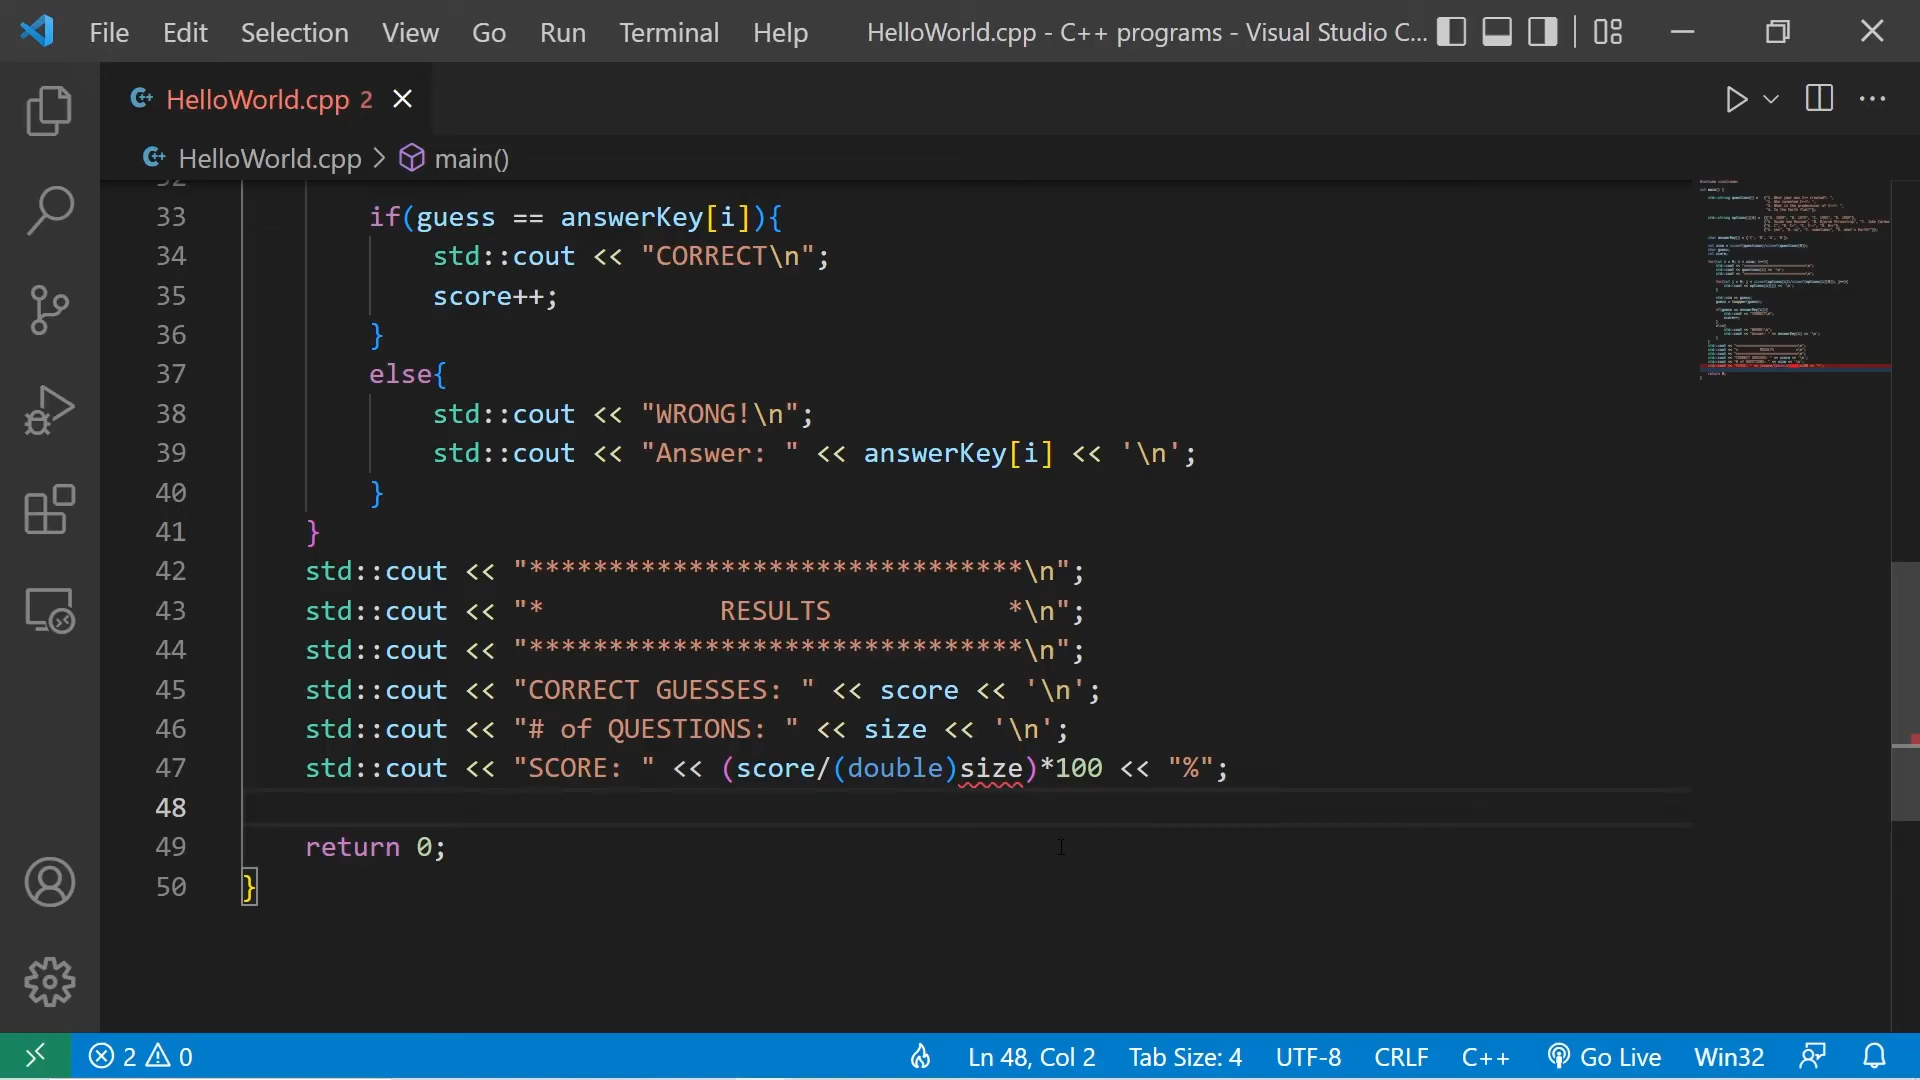 File Edit Selection View Go Run Terminal Help HelloWorld.cpp - C++ programs - Visual Studio C...
HelloWorld.cpp 2
HelloWorld.cpp > main()
32
33 if(guess == answerKey[i]){
34 std::cout << "CORRECT\n";
35 score++;
36 }
37 else{
38 std::cout << "WRONG!\n";
39 std::cout << "Answer: " << answerKey[i] << '\n';
40 }
41 }
42 std::cout << "*******************************\n";
43 std::cout << "*           RESULTS           *\n";
44 std::cout << "*******************************\n";
45 std::cout << "CORRECT GUESSES: " << score << '\n';
46 std::cout << "# of QUESTIONS: " << size << '\n';
47 std::cout << "SCORE: " << (score/(double)size)*100 << "%";
48
49 return 0;
50 }
2 0 Ln 48, Col 2 Tab Size: 4 UTF-8 CRLF C++ Go Live Win32